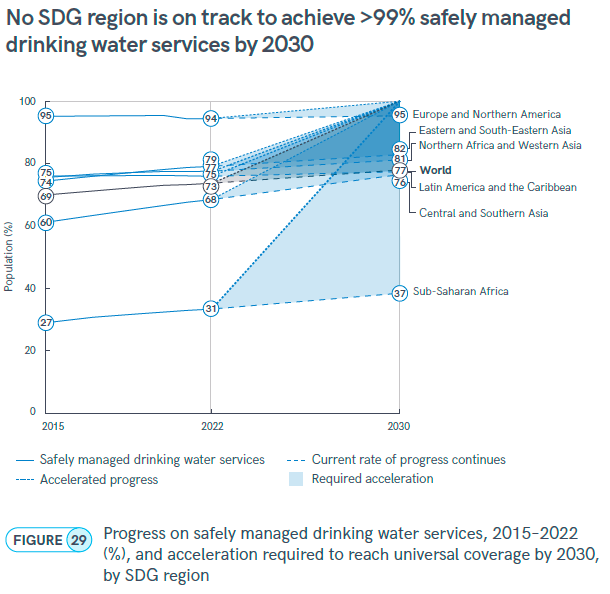 No SDG region is on track to achieve >99% safely managed
drinking water services by 2030
Population (%)
100
80
60
40
20
0
2015
2022
2030
95
75
74
69
60
27
94
79
77
75
73
68
31
95
82
81
77
76
37
Europe and Northern America
Eastern and South-Eastern Asia
Northern Africa and Western Asia
World
Latin America and the Caribbean
Central and Southern Asia
Sub-Saharan Africa
Safely managed drinking water services
Current rate of progress continues
Accelerated progress
Required acceleration
FIGURE 29
Progress on safely managed drinking water services, 2015–2022
(%), and acceleration required to reach universal coverage by 2030,
by SDG region